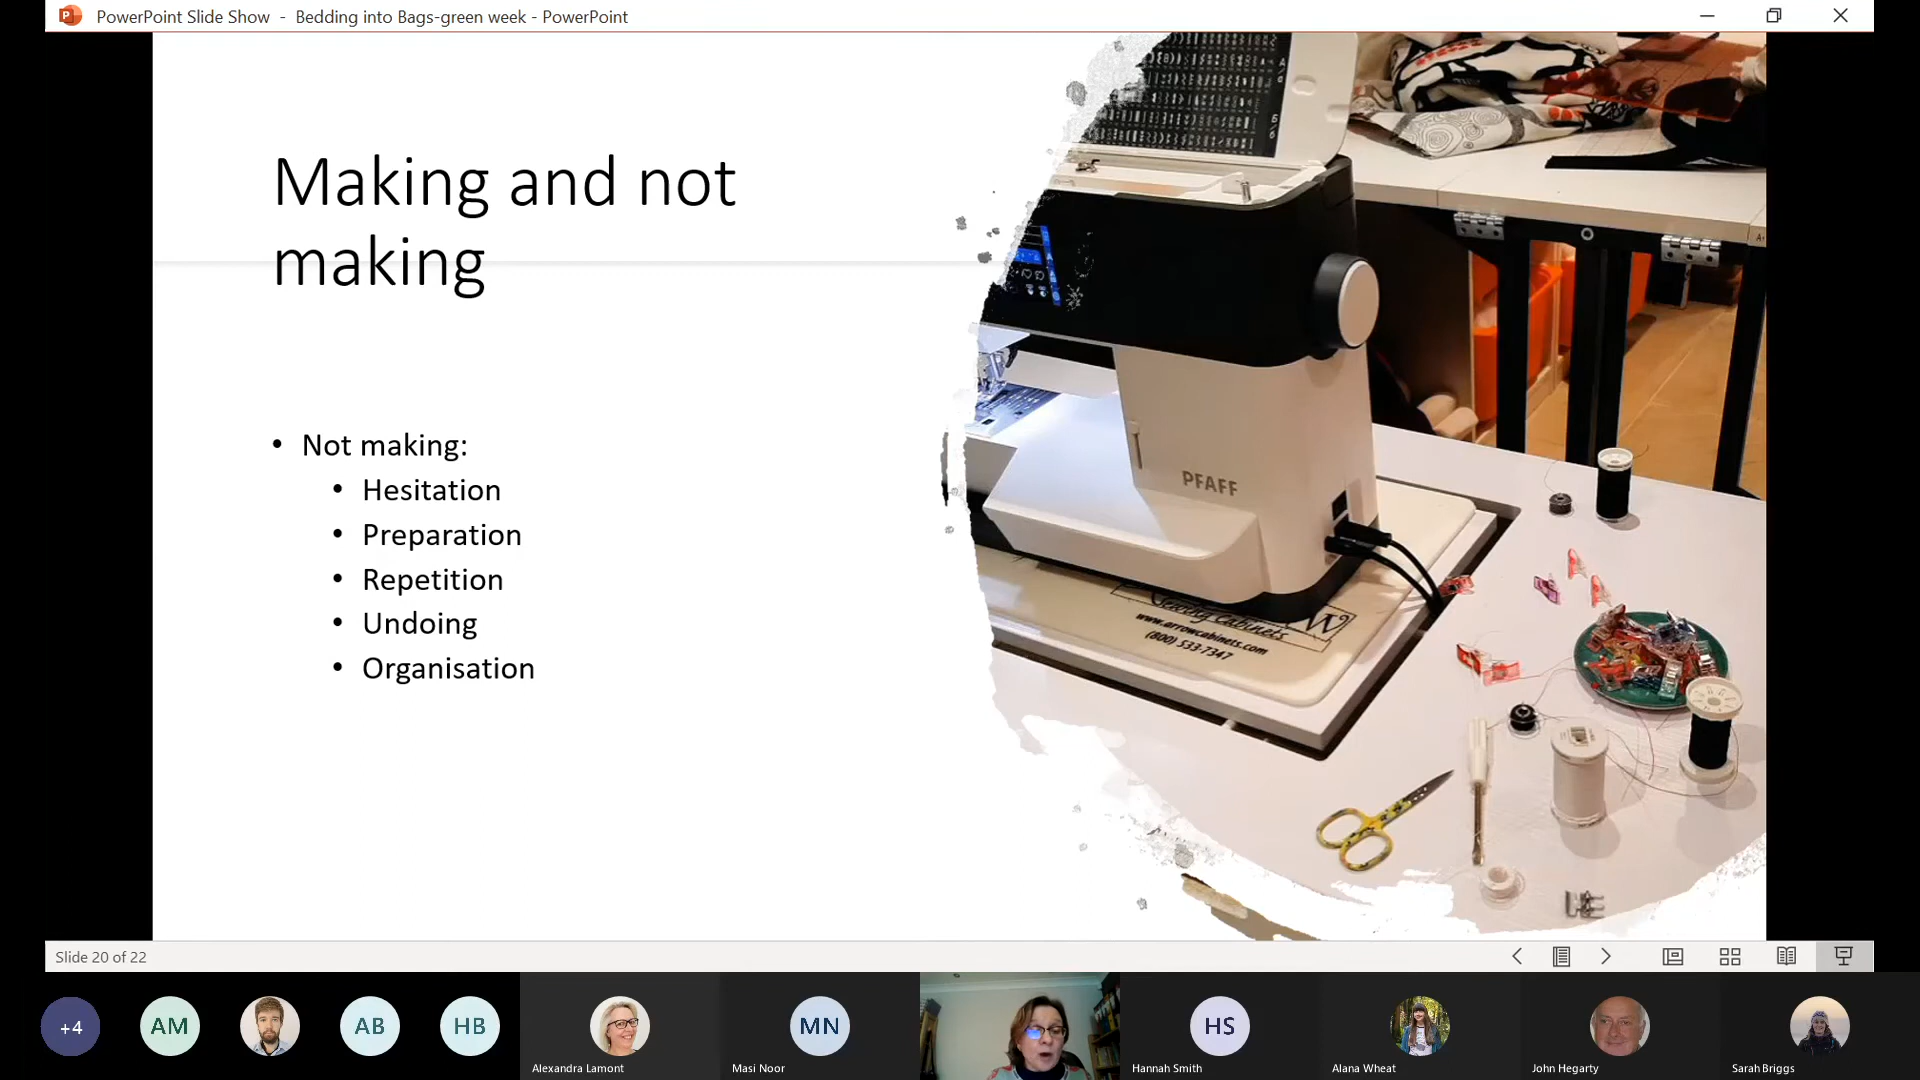 PowerPoint Slide Show - Bedding into Bags-green week - PowerPoint
Making and not
making
• Not making:
• Hesitation
• Preparation
• Repetition
• Undoing
• Organisation
PFAFF
Sewing Cabinets
www.arrowcabinets.com
(800) 533-7347
Slide 20 of 22
+4
AM
AB
HB
MN
HS
Alexandra Lamont
Masi Noor
Hannah Smith
Alana Wheat
John Hegarty
Sarah Briggs